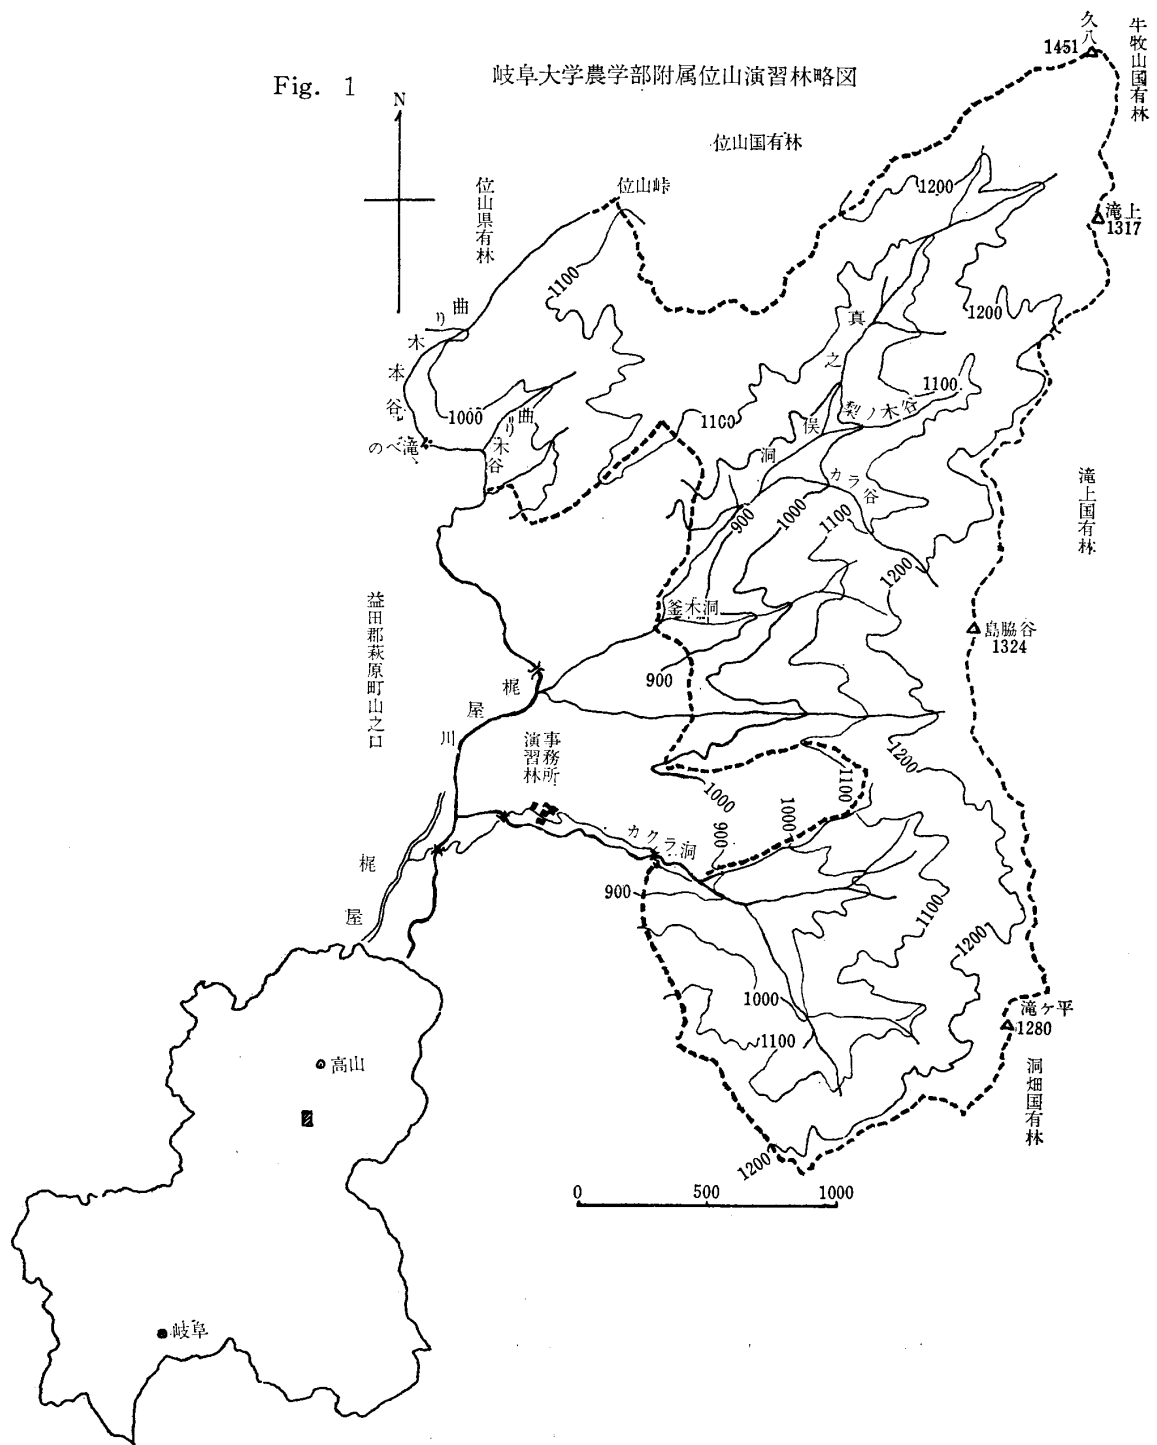 Fig. 1
岐阜大学農学部附属位山演習林略図
N
久八
1451
牛牧山国有林
位山国有林
位山県有林
位山峠
1200
滝上
1317
1100
1200
曲り木本谷
のべ滝
1000
曲り木谷
1100
真之俣洞
梨ノ木谷
1100
カラ谷
900
1000
1100
1200
滝上国有林
釜木洞
900
島脇谷
1324
益田郡萩原町山之口
梶屋川
演習林
事務所
1200
1000
1100
1000
900
カクラ洞
梶屋
900
1100
1200
1000
1100
滝ヶ平
1280
洞畑国有林
1200
0 500 1000
高山
岐阜